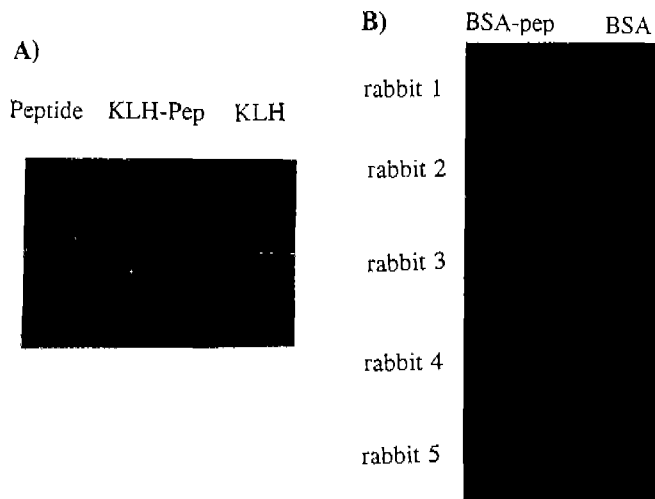 A)
Peptide KLH-Pep KLH
B)
BSA-pep BSA
rabbit 1
rabbit 2
rabbit 3
rabbit 4
rabbit 5